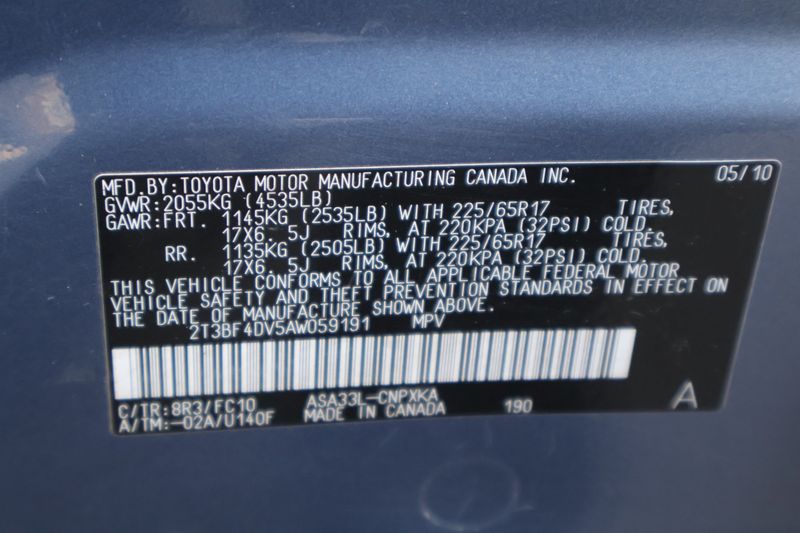 MFD.BY:TOYOTA MOTOR MANUFACTURING CANADA INC. 05/10
GVWR:2055KG (4535LB)
GAWR:FRT. 1145KG (2535LB) WITH 225/65R17 TIRES,
17X6. 5J RIMS, AT 220KPA (32PSI) COLD.
RR. 1135KG (2505LB) WITH 225/65R17 TIRES,
17X6. 5J RIMS, AT 220KPA (32PSI) COLD.
THIS VEHICLE CONFORMS TO ALL APPLICABLE FEDERAL MOTOR
VEHICLE SAFETY AND THEFT PREVENTION STANDARDS IN EFFECT ON
THE DATE OF MANUFACTURE SHOWN ABOVE.
2T3BF4DV5AW059191 MPV
C/TR:8R3/FC10 ASA33L-CNPXKA 190 A
A/TM:-02A/U140F MADE IN CANADA